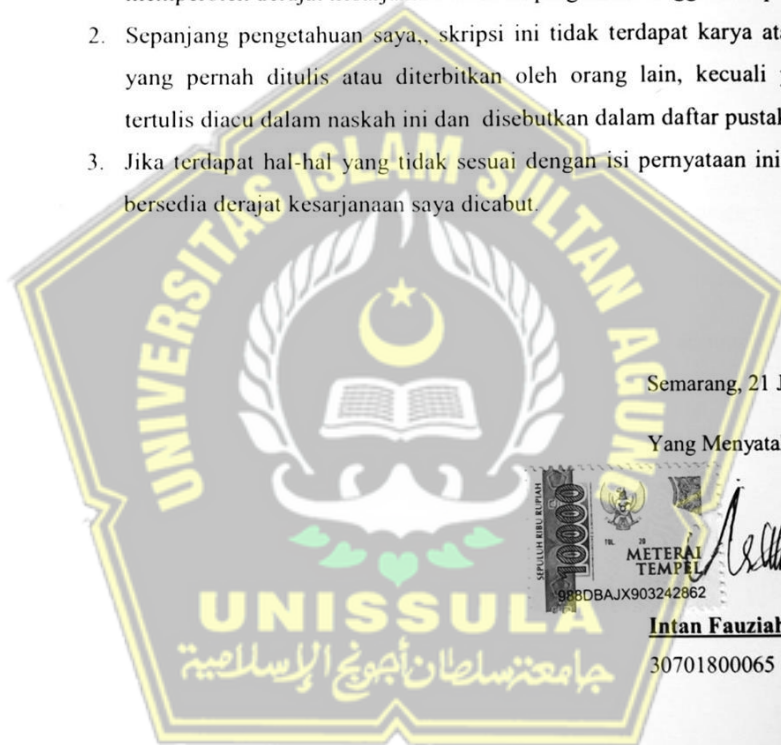 2. Sepanjang pengetahuan saya,, skripsi ini tidak terdapat karya
yang pernah ditulis atau diterbitkan oleh orang lain, kecuali
tertulis diacu dalam naskah ini dan disebutkan dalam daftar
3. Jika terdapat hal-hal yang tidak sesuai dengan isi pernyataan ini
bersedia derajat kesarjanaan saya dicabut.
UNIVERSITAS ISLAM SULTAN AGUNG
Semarang, 21
Yang
SEPULUH RIBU RUPIAH
10000
TGL. 20
METERAI
TEMPEL
988DBAJX903242862
UNISSULA
Intan Fauziah
جامعة سلطان أجونج الإسلامية
30701800065